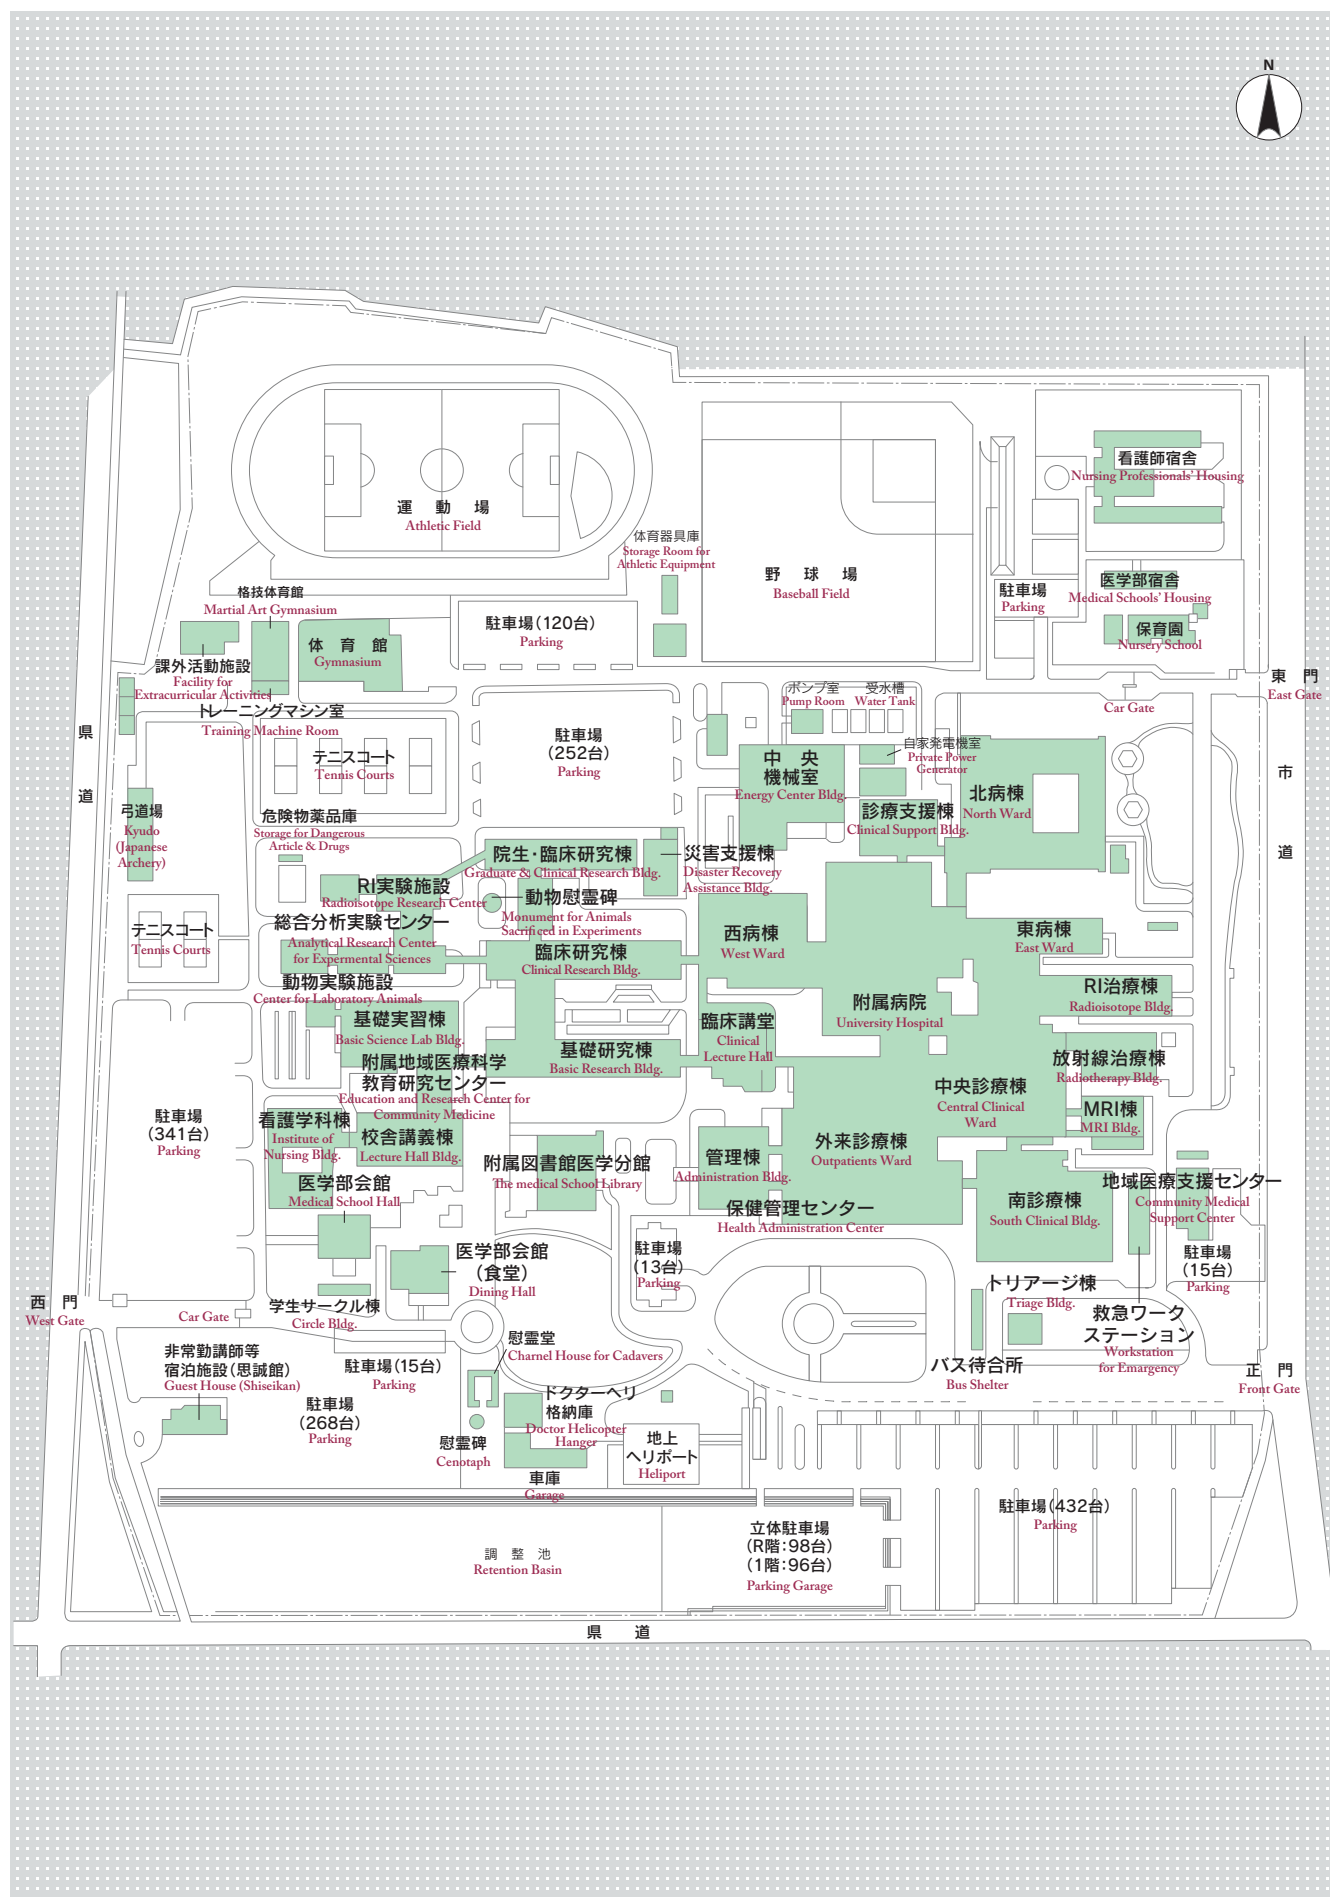 N
看護師宿舎
Nursing Professionals' Housing
運 動 場
Athletic Field
体育器具庫
Storage Room for
Athletic Equipment
野 球 場
Baseball Field
駐車場
Parking
医学部宿舎
Medical Schools' Housing
保育園
Nursery School
格技体育館
Martial Art Gymnasium
駐車場（120台）
Parking
体 育 館
Gymnasium
課外活動施設
Facility for
Extracurricular Activities
トレーニングマシン室
Training Machine Room
東 門
East Gate
Car Gate
ポンプ室
Pump Room
受水槽
Water Tank
県
道
駐車場
（252台）
Parking
自家発電機室
Private Power
Generator
テニスコート
Tennis Courts
中 央
機械室
Energy Center Bldg.
市
道
北病棟
North Ward
弓道場
Kyudo
(Japanese
Archery)
危険物薬品庫
Storage for Dangerous
Article & Drugs
診療支援棟
Clinical Support Bldg.
院生・臨床研究棟
Graduate & Clinical Research Bldg.
災害支援棟
Disaster Recovery
Assistance Bldg.
RI実験施設
Radioisotope Research Center
動物慰霊碑
Monument for Animals
Sacrificed in Experiments
テニスコート
Tennis Courts
総合分析実験センター
Analytical Research Center
for Expermental Sciences
西病棟
West Ward
東病棟
East Ward
臨床研究棟
Clinical Research Bldg.
動物実験施設
Center for Laboratory Animals
RI治療棟
Radioisotope Bldg.
附属病院
University Hospital
基礎実習棟
Basic Science Lab Bldg.
臨床講堂
Clinical
Lecture Hall
基礎研究棟
Basic Research Bldg.
放射線治療棟
Radiotherapy Bldg.
附属地域医療科学
教育研究センター
Education and Research Center for
Community Medicine
中央診療棟
Central Clinical
Ward
MRI棟
MRI Bldg.
駐車場
（341台）
Parking
看護学科棟
Institute of
Nursing Bldg.
校舎講義棟
Lecture Hall Bldg.
外来診療棟
Outpatients Ward
附属図書館医学分館
The medical School Library
管理棟
Administration Bldg.
医学部会館
Medical School Hall
地域医療支援センター
Community Medical
Support Center
南診療棟
South Clinical Bldg.
保健管理センター
Health Administration Center
医学部会館
（食堂）
Dining Hall
駐車場
（13台）
Parking
駐車場
（15台）
Parking
トリアージ棟
Triage Bldg.
西 門
West Gate
Car Gate
学生サークル棟
Circle Bldg.
救急ワーク
ステーション
Workstation
for Emargency
非常勤講師等
宿泊施設（思誠館）
Guest House (Shiseikan)
慰霊堂
Charnel House for Cadavers
駐車場（15台）
Parking
バス待合所
Bus Shelter
正 門
Front Gate
駐車場
（268台）
Parking
ドクターヘリ
格納庫
Doctor Helicopter
Hanger
慰霊碑
Cenotaph
地上
ヘリポート
Heliport
車庫
Garage
駐車場（432台）
Parking
立体駐車場
（R階：98台）
（1階：96台）
Parking Garage
調 整 池
Retention Basin
県 道